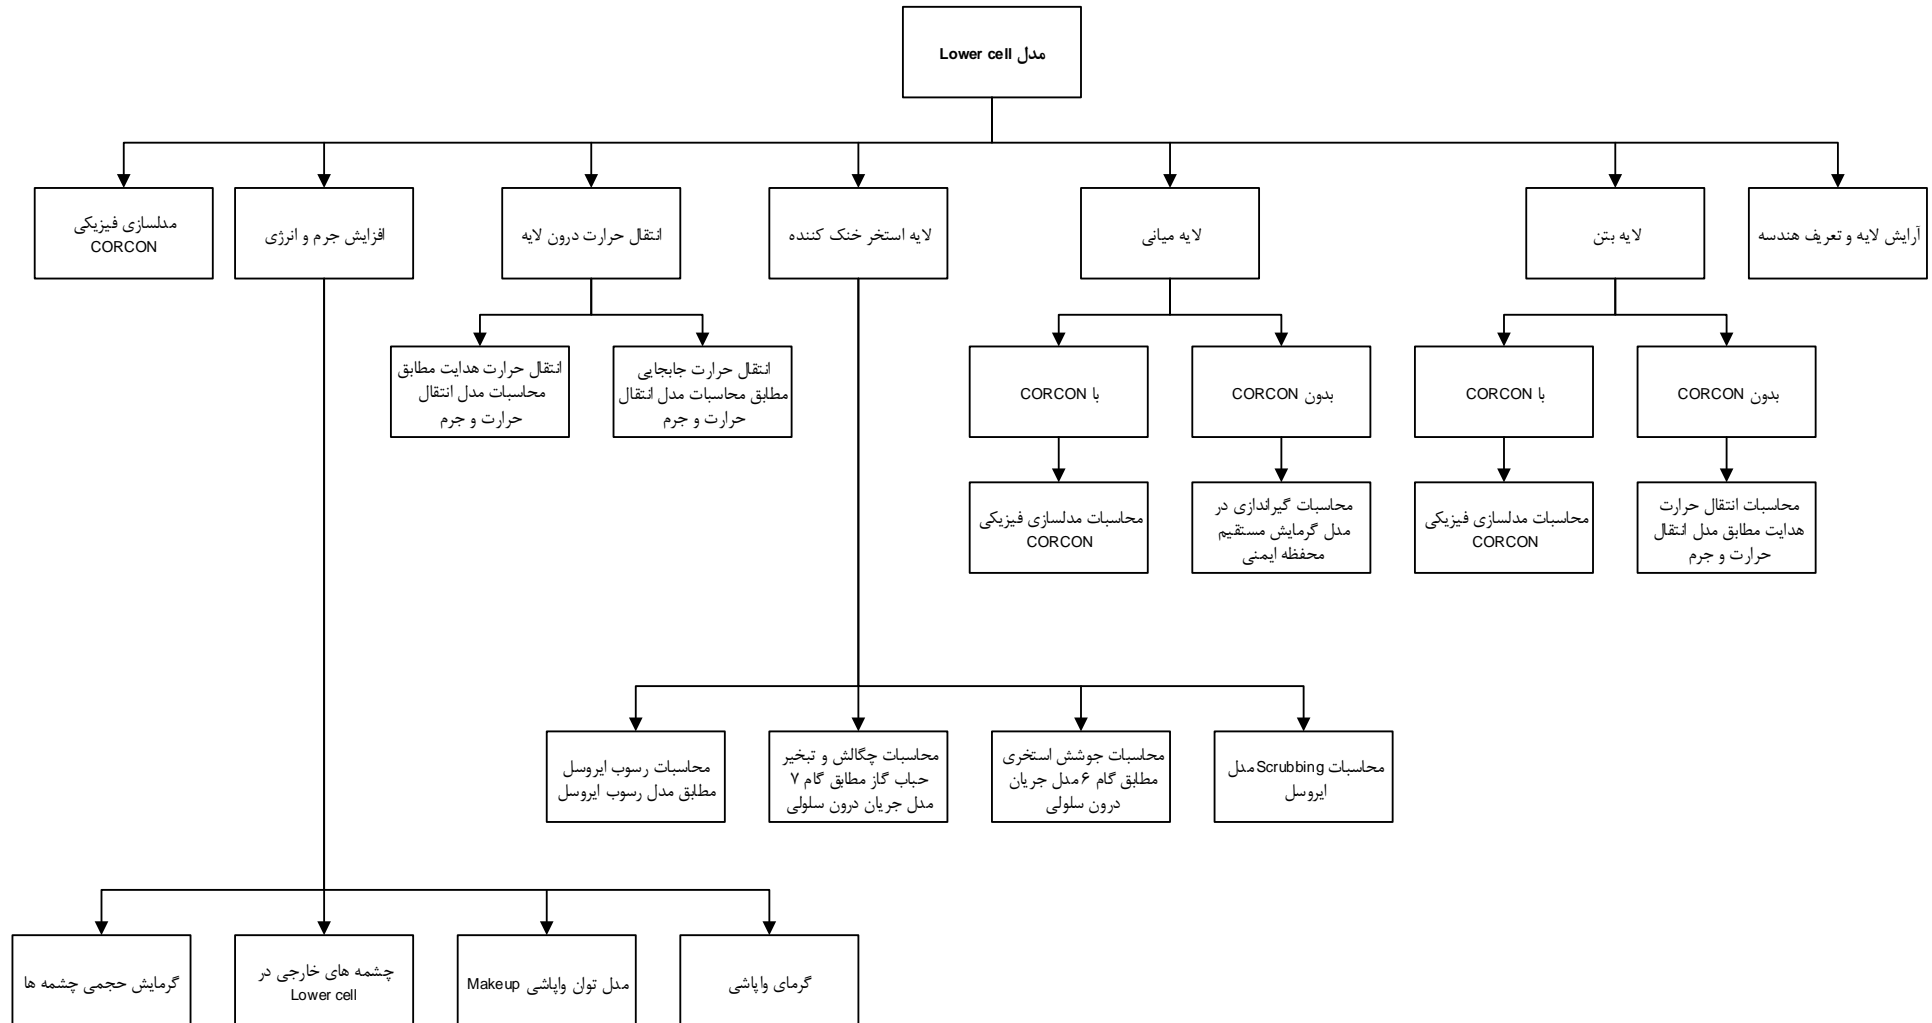 مدل Lower cell
آرایش لایه و تعریف هندسه
لایه بتن
لایه میانی
لایه استخر خنک کننده
انتقال حرارت درون لایه
افزایش جرم و انرژی
مدلسازی فیزیکی
CORCON
بدون CORCON
با CORCON
بدون CORCON
با CORCON
انتقال حرارت جابجایی
مطابق محاسبات مدل انتقال
حرارت و جرم
انتقال حرارت هدایت مطابق
محاسبات مدل انتقال
حرارت و جرم
محاسبات انتقال حرارت
هدایت مطابق مدل انتقال
حرارت و جرم
محاسبات مدلسازی فیزیکی
CORCON
محاسبات گیراندازی در
مدل گرمایش مستقیم
محفظه ایمنی
محاسبات مدلسازی فیزیکی
CORCON
محاسبات Scrubbing مدل
ایروسل
محاسبات جوشش استخری
مطابق گام ۶ مدل جریان
درون سلولی
محاسبات چگالش و تبخیر
حباب گاز مطابق گام ۷
مدل جریان درون سلولی
محاسبات رسوب ایروسل
مطابق مدل رسوب ایروسل
گرمای واپاشی
مدل توان واپاشی Makeup
چشمه های خارجی در
Lower cell
گرمایش حجمی چشمه ها